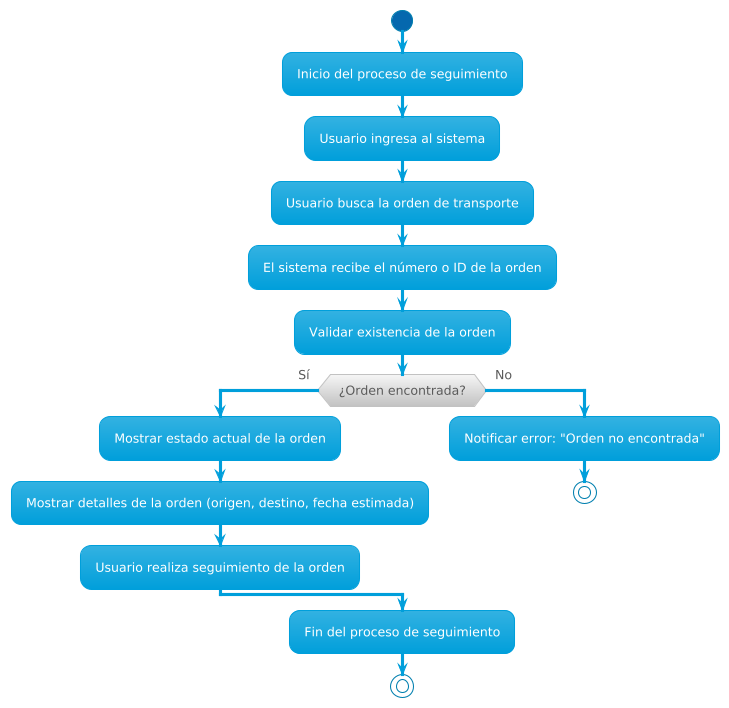 Inicio del proceso de seguimiento
Usuario ingresa al sistema
Usuario busca la orden de transporte
El sistema recibe el número o ID de la orden
Validar existencia de la orden
Sí
¿Orden encontrada?
No
Mostrar estado actual de la orden
Notificar error: "Orden no encontrada"
Mostrar detalles de la orden (origen, destino, fecha estimada)
Usuario realiza seguimiento de la orden
Fin del proceso de seguimiento